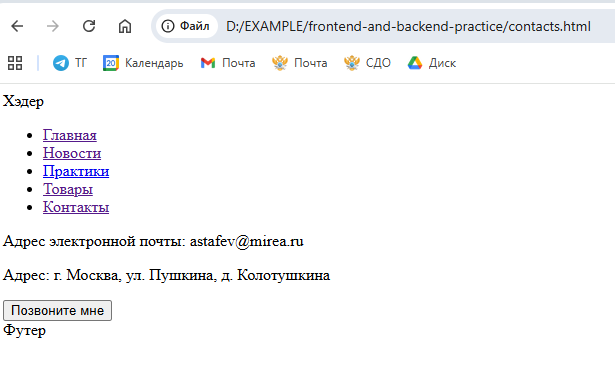 Файл D:/EXAMPLE/frontend-and-backend-practice/contacts.html
ТГ 20 Календарь Почта Почта СДО Диск
Хэдер
Главная
Новости
Практики
Товары
Контакты
Адрес электронной почты: astafev@mirea.ru
Адрес: г. Москва, ул. Пушкина, д. Колотушкина
Позвоните мне
Футер